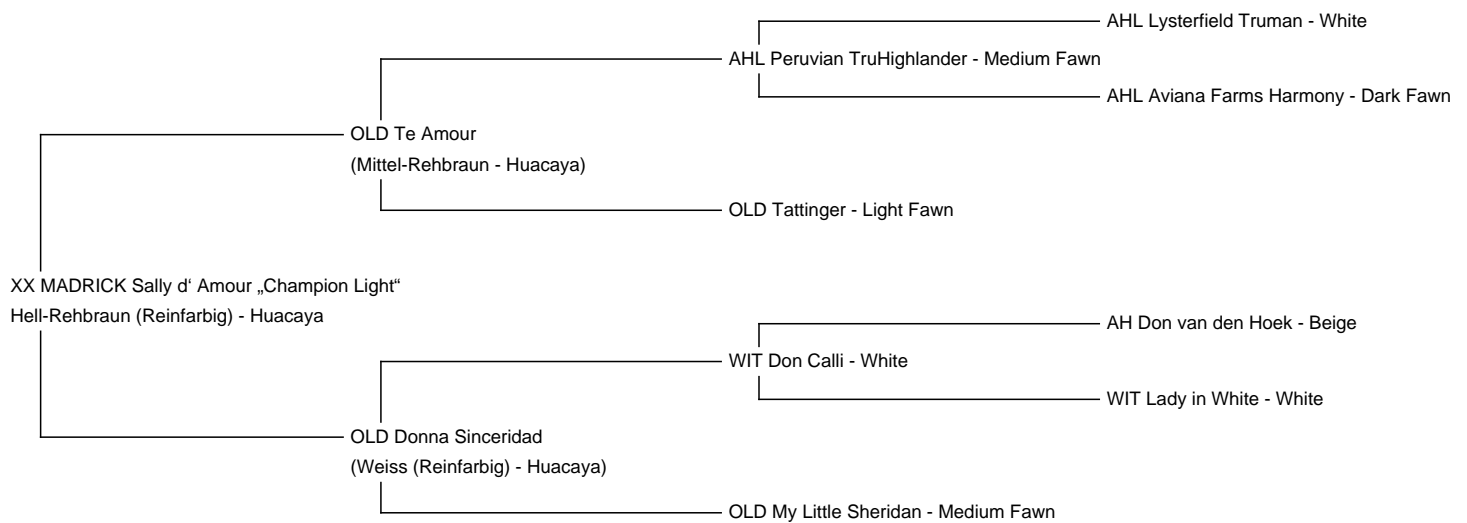 AHL Lysterfield Truman - White
AHL Peruvian TruHighlander - Medium Fawn
AHL Aviana Farms Harmony - Dark Fawn
OLD Te Amour
(Mittel-Rehbraun - Huacaya)
OLD Tattinger - Light Fawn
XX MADRICK Sally d‘ Amour „Champion Light“
Hell-Rehbraun (Reinfarbig) - Huacaya
AH Don van den Hoek - Beige
WIT Don Calli - White
WIT Lady in White - White
OLD Donna Sinceridad
(Weiss (Reinfarbig) - Huacaya)
OLD My Little Sheridan - Medium Fawn